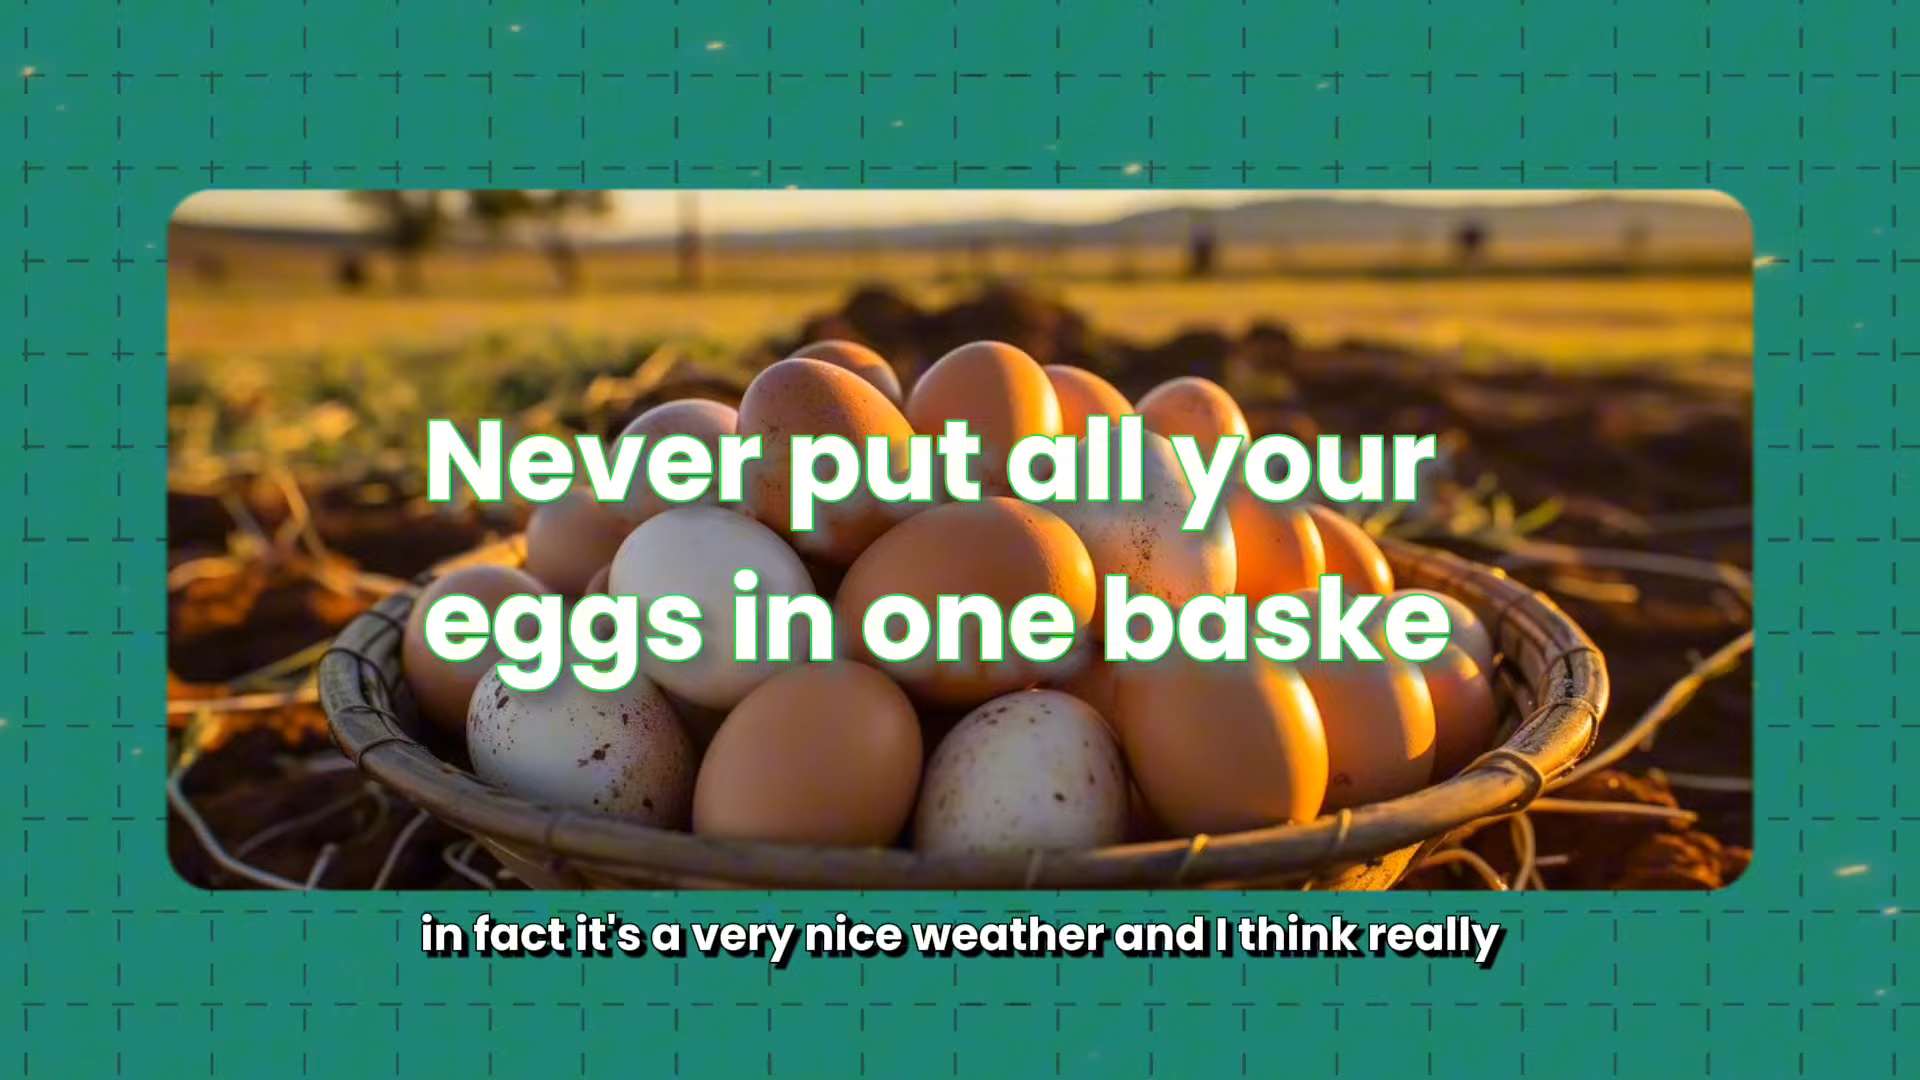 Never put all your
eggs in one baske
in fact it's a very nice weather and I think really